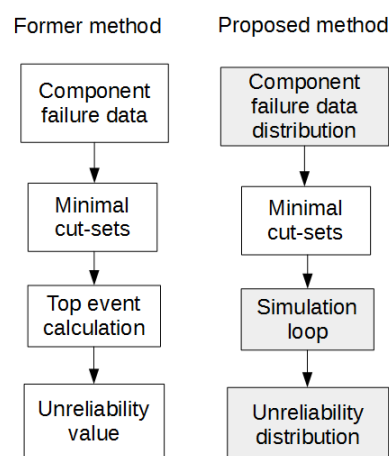 Former method
Component
failure data
Minimal
cut-sets
Top event
calculation
Unreliability
value
Proposed method
Component
failure data
distribution
Minimal
cut-sets
Simulation
loop
Unreliability
distribution